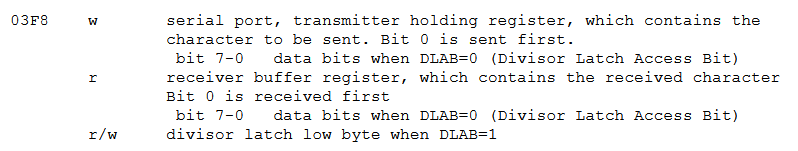 03F8 w serial port, transmitter holding register, which contains the
character to be sent. Bit 0 is sent first.
bit 7-0 data bits when DLAB=0 (Divisor Latch Access Bit)
r receiver buffer register, which contains the received character
Bit 0 is received first
bit 7-0 data bits when DLAB=0 (Divisor Latch Access Bit)
r/w divisor latch low byte when DLAB=1